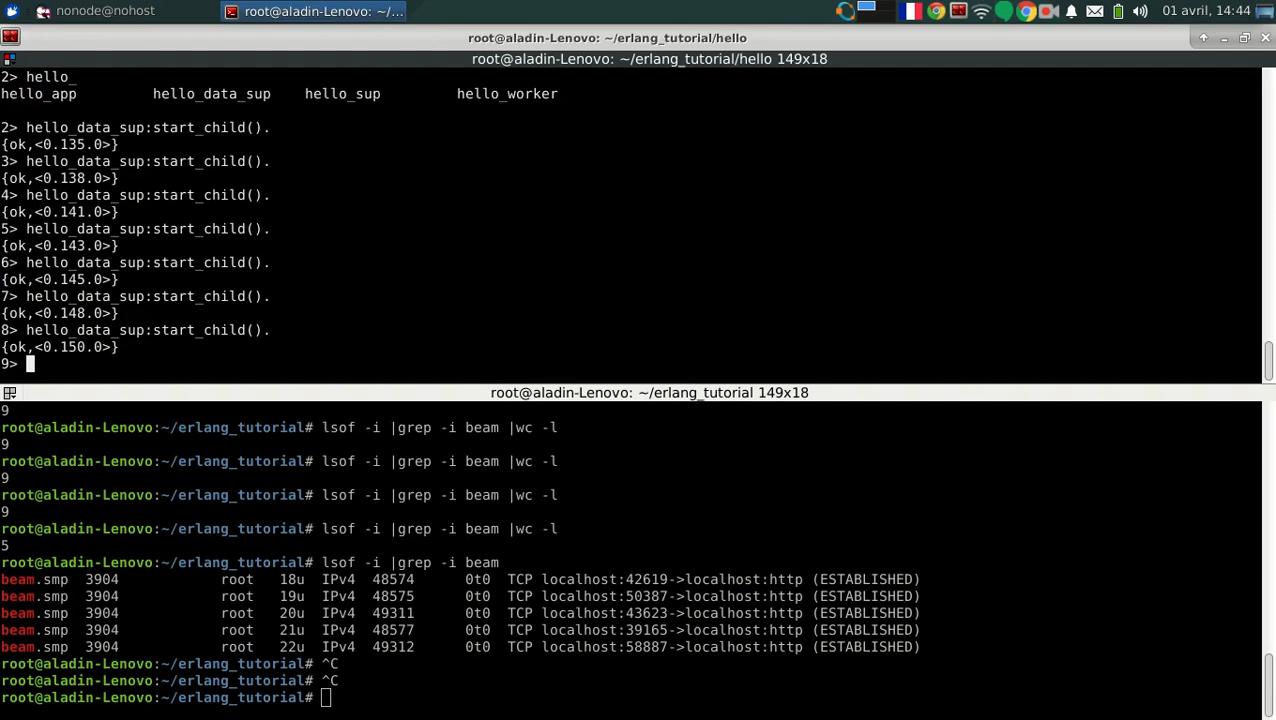 nonode@nohost
root@aladin-Lenovo: ~/...
01 avril, 14:44
root@aladin-Lenovo: ~/erlang_tutorial/hello
root@aladin-Lenovo: ~/erlang_tutorial/hello 149x18
2> hello_
hello_app hello_data_sup hello_sup hello_worker
2> hello_data_sup:start_child().
{ok,<0.135.0>}
3> hello_data_sup:start_child().
{ok,<0.138.0>}
4> hello_data_sup:start_child().
{ok,<0.141.0>}
5> hello_data_sup:start_child().
{ok,<0.143.0>}
6> hello_data_sup:start_child().
{ok,<0.145.0>}
7> hello_data_sup:start_child().
{ok,<0.148.0>}
8> hello_data_sup:start_child().
{ok,<0.150.0>}
9>
root@aladin-Lenovo: ~/erlang_tutorial 149x18
9
root@aladin-Lenovo:~/erlang_tutorial# lsof -i |grep -i beam |wc -l
9
root@aladin-Lenovo:~/erlang_tutorial# lsof -i |grep -i beam |wc -l
9
root@aladin-Lenovo:~/erlang_tutorial# lsof -i |grep -i beam |wc -l
9
root@aladin-Lenovo:~/erlang_tutorial# lsof -i |grep -i beam |wc -l
5
root@aladin-Lenovo:~/erlang_tutorial# lsof -i |grep -i beam
beam.smp 3904 root 18u IPv4 48574 0t0 TCP localhost:42619->localhost:http (ESTABLISHED)
beam.smp 3904 root 19u IPv4 48575 0t0 TCP localhost:50387->localhost:http (ESTABLISHED)
beam.smp 3904 root 20u IPv4 49311 0t0 TCP localhost:43623->localhost:http (ESTABLISHED)
beam.smp 3904 root 21u IPv4 48577 0t0 TCP localhost:39165->localhost:http (ESTABLISHED)
beam.smp 3904 root 22u IPv4 49312 0t0 TCP localhost:58887->localhost:http (ESTABLISHED)
root@aladin-Lenovo:~/erlang_tutorial# ^C
root@aladin-Lenovo:~/erlang_tutorial# ^C
root@aladin-Lenovo:~/erlang_tutorial#